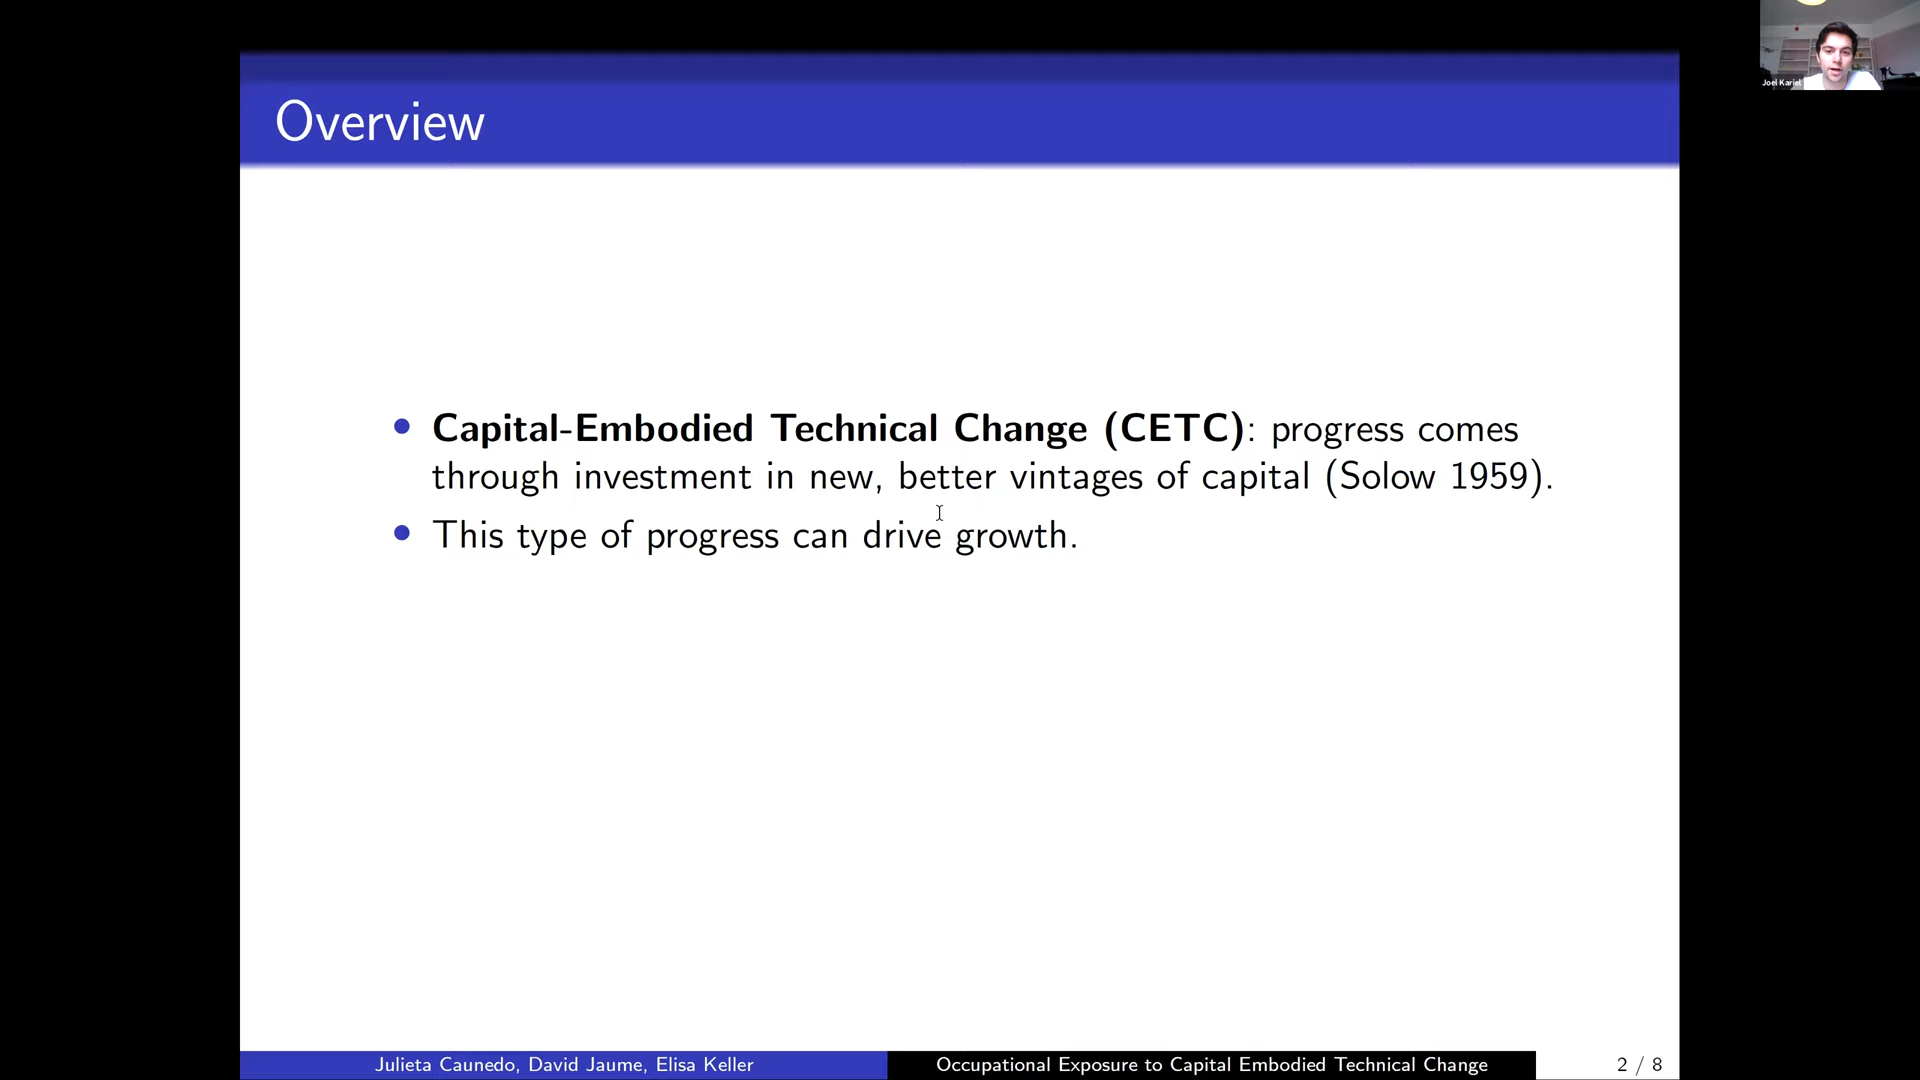 Joel Kariel
Overview
• Capital-Embodied Technical Change (CETC): progress comes
through investment in new, better vintages of capital (Solow 1959).
• This type of progress can drive growth.
Julieta Caunedo, David Jaume, Elisa Keller
Occupational Exposure to Capital Embodied Technical Change
2 / 8